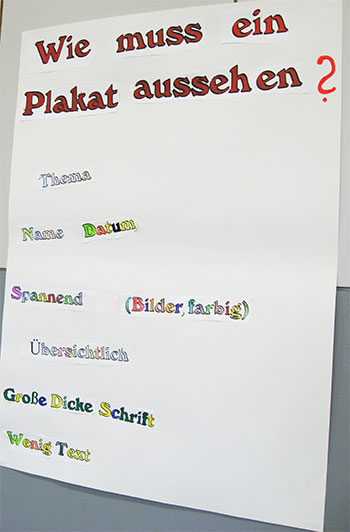 Wie muss ein
Plakat aussehen ?
Thema
Name Datum
Spannend (Bilder, farbig)
Übersichtlich
Große Dicke Schrift
Wenig Text